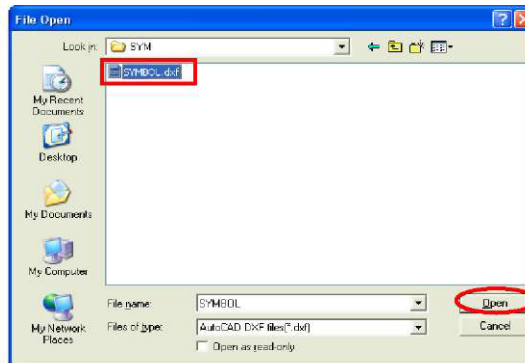 File Open
Look in:
SYM
SYMBOL.dxf
My Recent
Documents
Desktop
My Documents
My Computer
My Network
Places
File name:
SYMBOL
Open
Files of type:
AutoCAD DXF files(*.dxf)
Cancel
Open as read-only